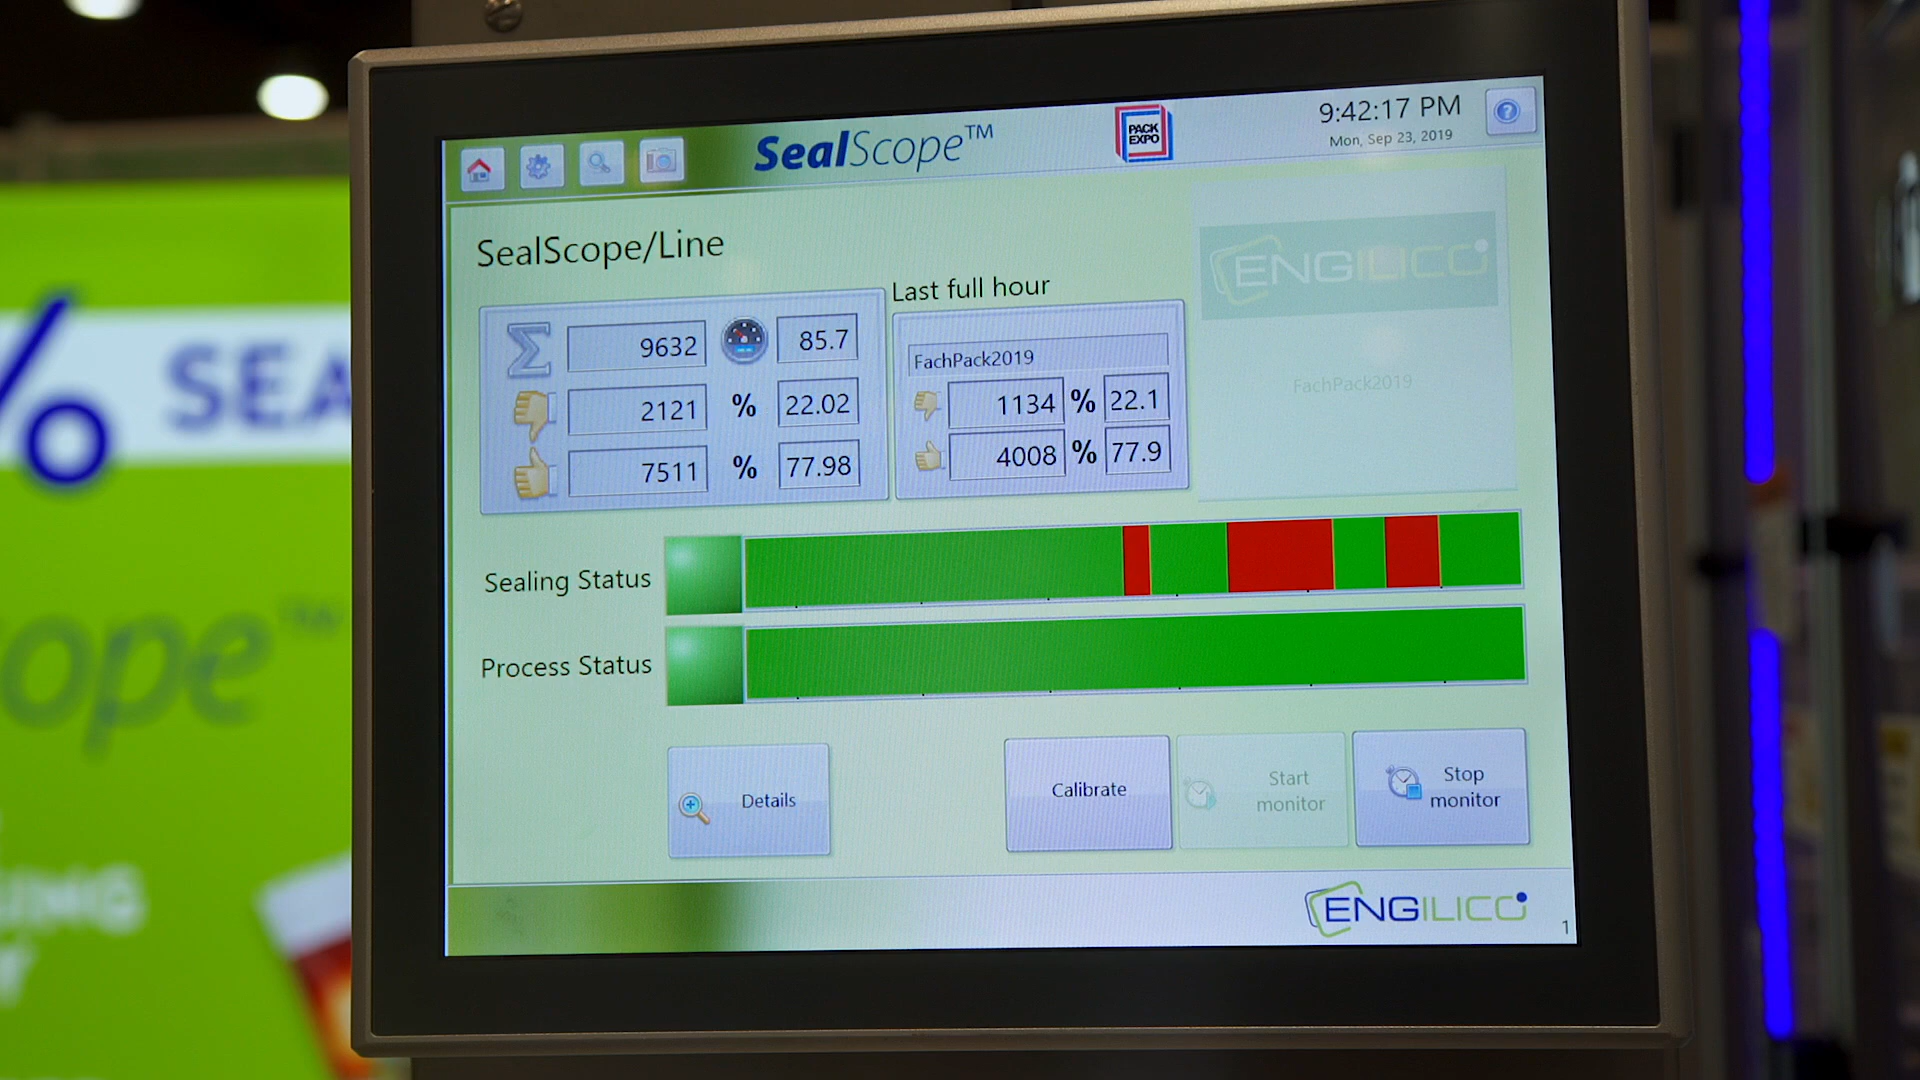 SealScope™
PACK
EXPO
9:42:17 PM
Mon, Sep 23, 2019
SealScope/Line
Last full hour
ENGILICO
9632 85.7
2121 % 22.02
7511 % 77.98
FachPack2019
1134 % 22.1
4008 % 77.9
FachPack2019
Sealing Status
Process Status
Details
Calibrate
Start
monitor
Stop
monitor
ENGILICO
1
% SEA
cope™